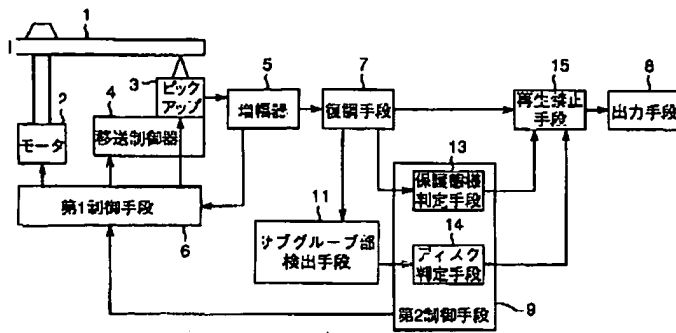 1
5
7
15
8
3
ピック
アップ
4
2
増幅器
復調手段
再生禁止
手段
出力手段
移送制御器
モータ
13
保護態様
判定手段
第1制御手段
11
6
サブグループ部
検出手段
14
ディスク
判定手段
第2制御手段
9